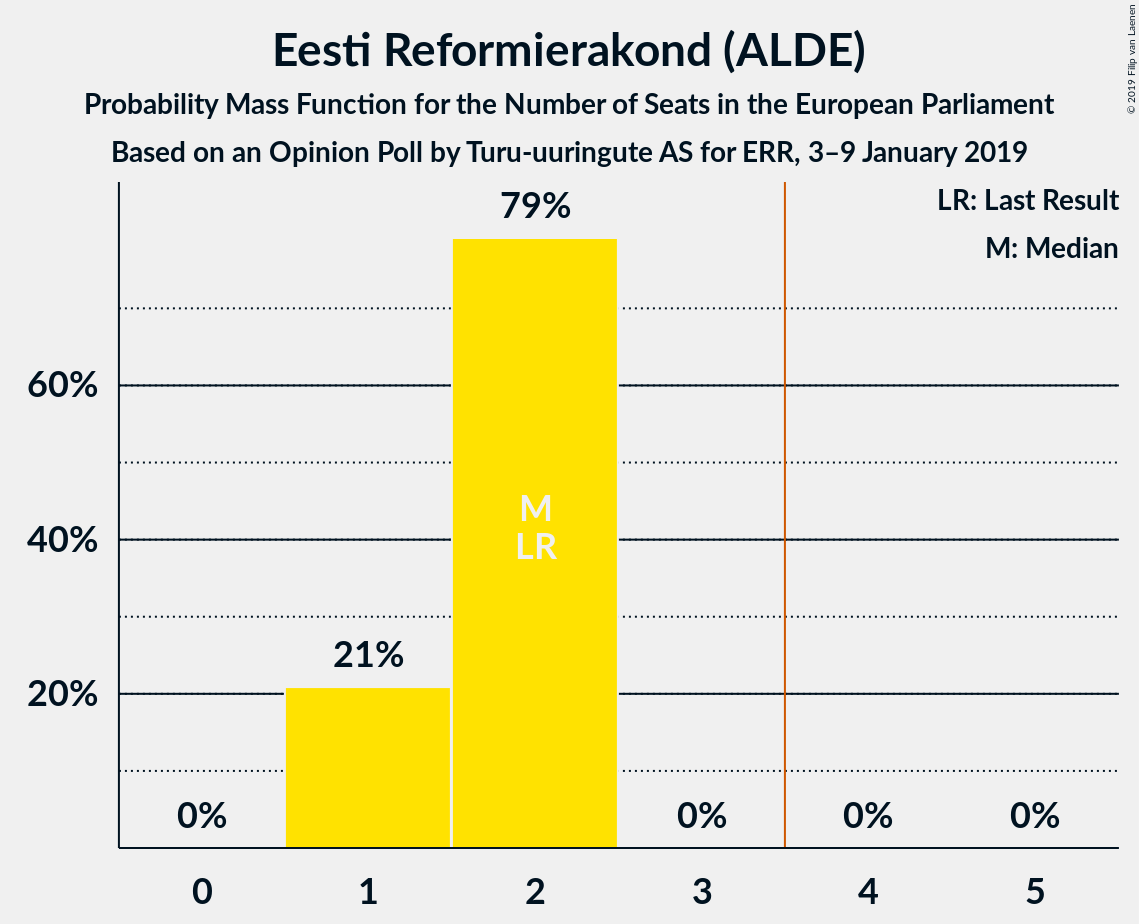 Eesti Reformierakond (ALDE)
Probability Mass Function for the Number of Seats in the European Parliament
Based on an Opinion Poll by Turu-uuringute AS for ERR, 3–9 January 2019
© 2019 Filip van Laenen
LR: Last Result
M: Median
79%
60%
M
40%
LR
21%
20%
0%
0%
0%
0%
0
1
2
3
4
5